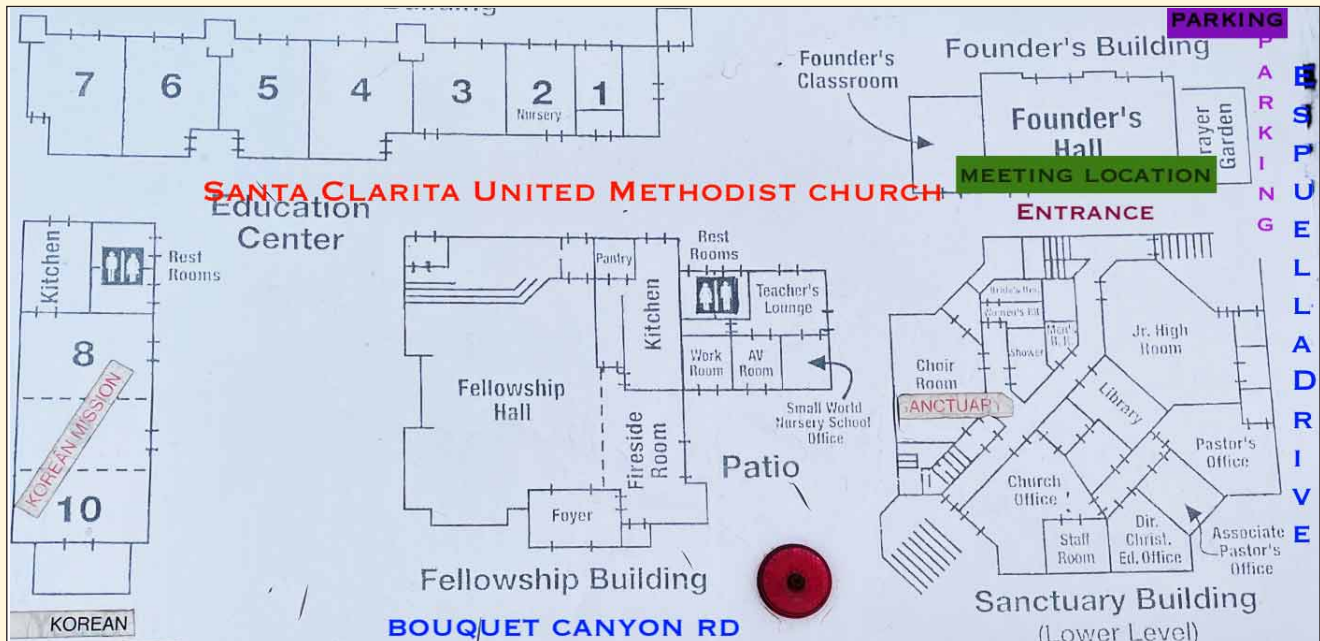 Building
PARKING
PARKING
Founder's Building
Founder's
Classroom
7
6
5
4
3
2
Nursery
1
Founder's
Hall
rayer
Garden
MEETING LOCATION
ESPUELLA DRIVE
SANTA CLARITA UNITED METHODIST CHURCH
ENTRANCE
Education
Center
Kitchen
Rest
Rooms
8
KOREAN MISSION
10
KOREAN
Pantry
Kitchen
Rest
Rooms
Teacher's
Lounge
Work
Room
AV
Room
Small World
Nursery School
Office
Fellowship
Hall
Fireside
Room
Foyer
Patio
Fellowship Building
BOUQUET CANYON RD
Shower
Choir
Room
SANCTUARY
Jr. High
Room
Library
Pastor's
Office
Church
Office
Staff
Room
Dir.
Christ.
Ed. Office
Associate
Pastor's
Office
Sanctuary Building
(Lower Level)